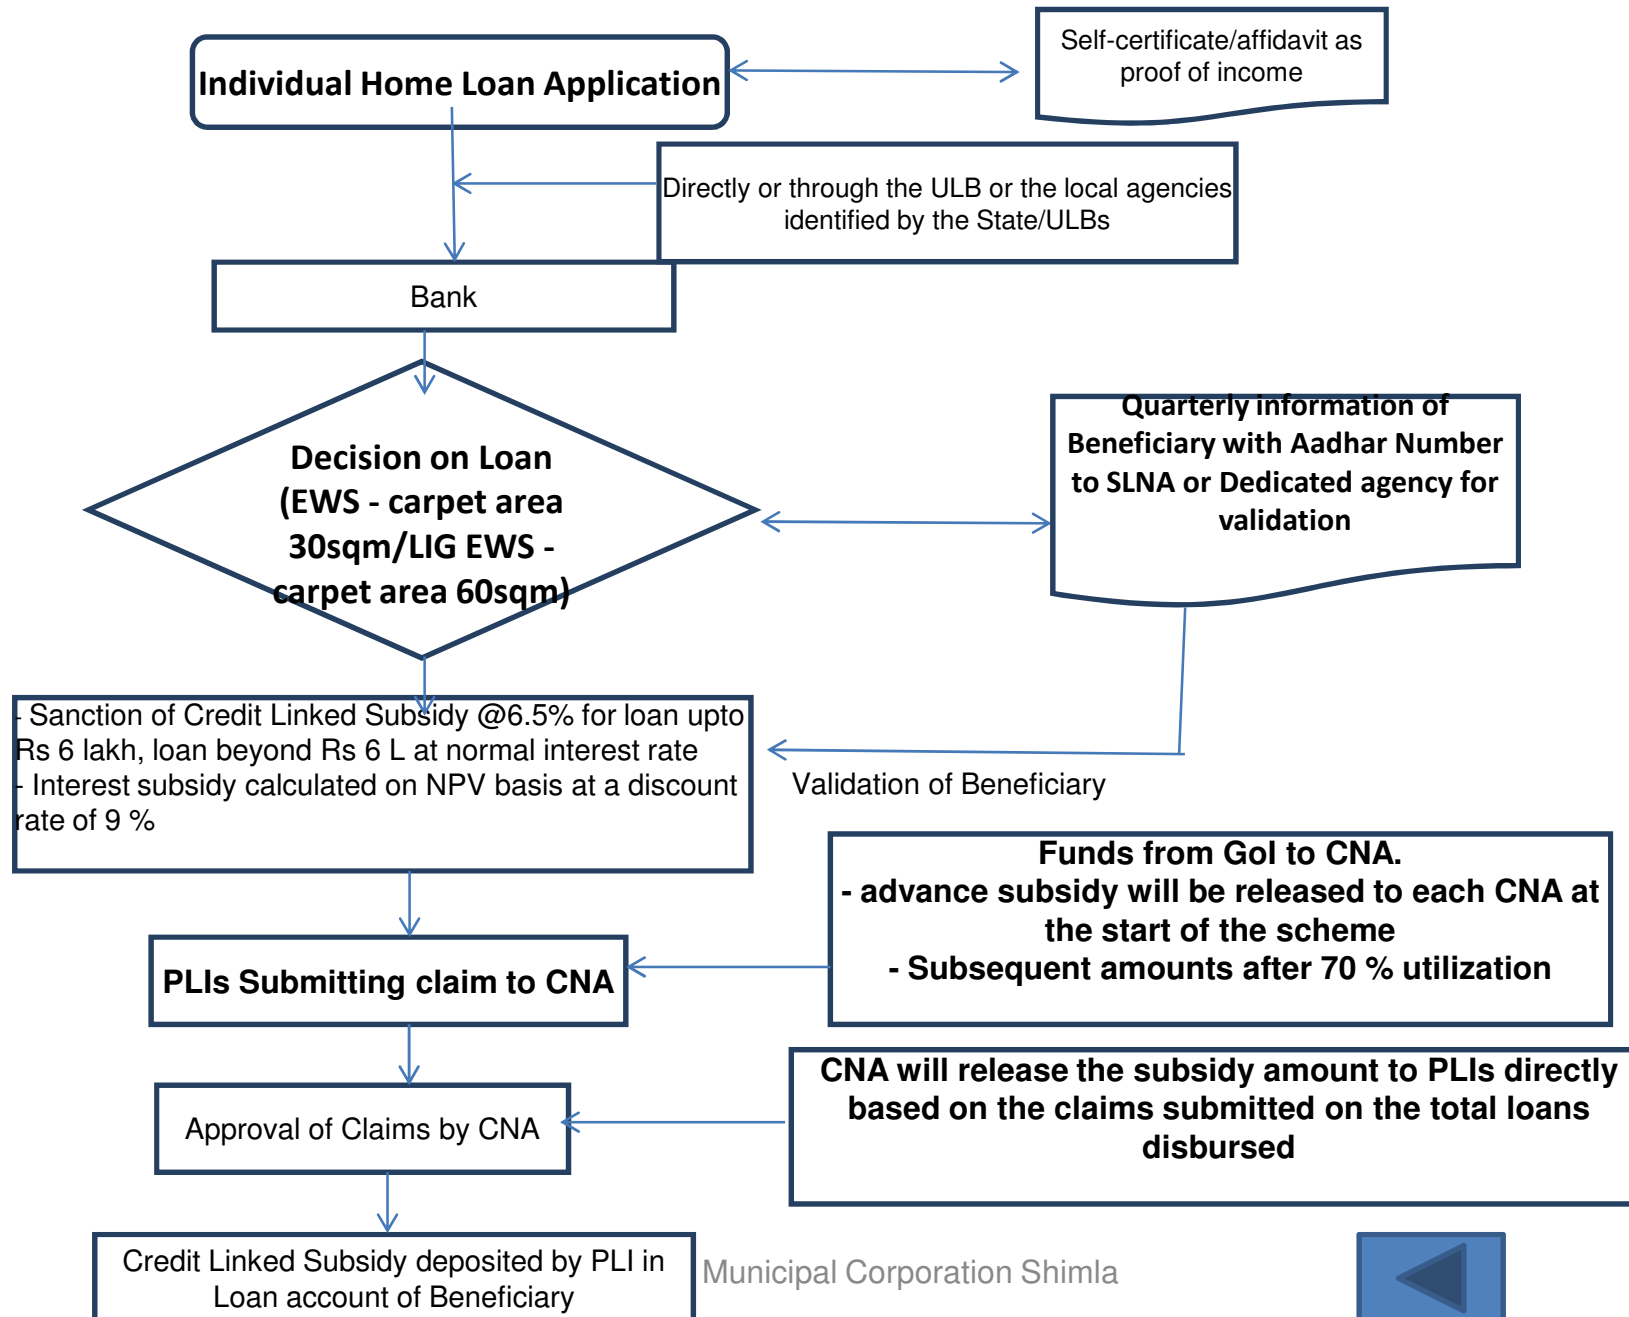 Individual Home Loan Application
Self-certificate/affidavit as
proof of income
Directly or through the ULB or the local agencies
identified by the State/ULBs
Bank
Decision on Loan
(EWS - carpet area
30sqm/LIG EWS -
carpet area 60sqm)
Quarterly information of
Beneficiary with Aadhar Number
to SLNA or Dedicated agency for
validation
- Sanction of Credit Linked Subsidy @6.5% for loan upto
Rs 6 lakh, loan beyond Rs 6 L at normal interest rate
- Interest subsidy calculated on NPV basis at a discount
rate of 9 %
Validation of Beneficiary
Funds from GoI to CNA.
- advance subsidy will be released to each CNA at
the start of the scheme
- Subsequent amounts after 70 % utilization
PLIs Submitting claim to CNA
CNA will release the subsidy amount to PLIs directly
based on the claims submitted on the total loans
disbursed
Approval of Claims by CNA
Credit Linked Subsidy deposited by PLI in
Loan account of Beneficiary
Municipal Corporation Shimla